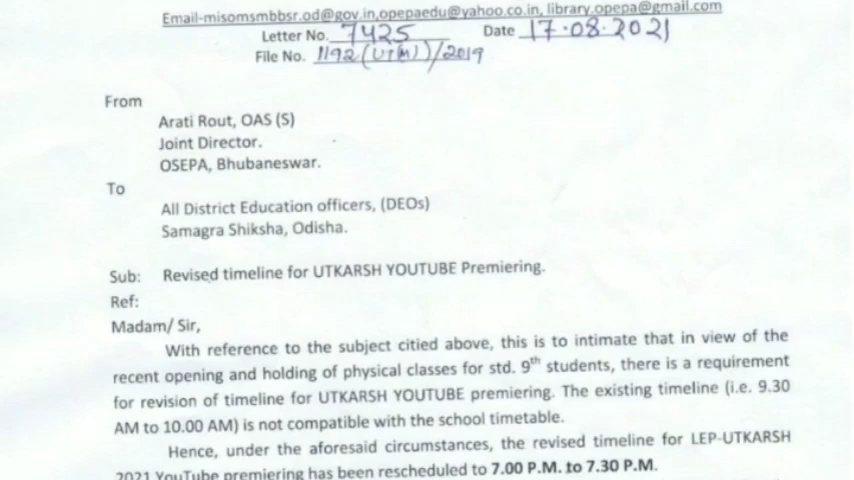 Email-misomsmbbsr.od@gov.in,opepaedu@yahoo.co.in, library.opepa@gmail.com
Letter No. 7425 Date 17.08.2021
File No. 1192(UT(M))/2019
From
Arati Rout, OAS (S)
Joint Director.
OSEPA, Bhubaneswar.
To
All District Education officers, (DEOs)
Samagra Shiksha, Odisha.
Sub: Revised timeline for UTKARSH YOUTUBE Premiering.
Ref:
Madam/ Sir,
With reference to the subject citied above, this is to intimate that in view of the
recent opening and holding of physical classes for std. 9th students, there is a requirement
for revision of timeline for UTKARSH YOUTUBE premiering. The existing timeline (i.e. 9.30
AM to 10.00 AM) is not compatible with the school timetable.
Hence, under the aforesaid circumstances, the revised timeline for LEP-UTKARSH
2021 YouTube premiering has been rescheduled to 7.00 P.M. to 7.30 P.M.